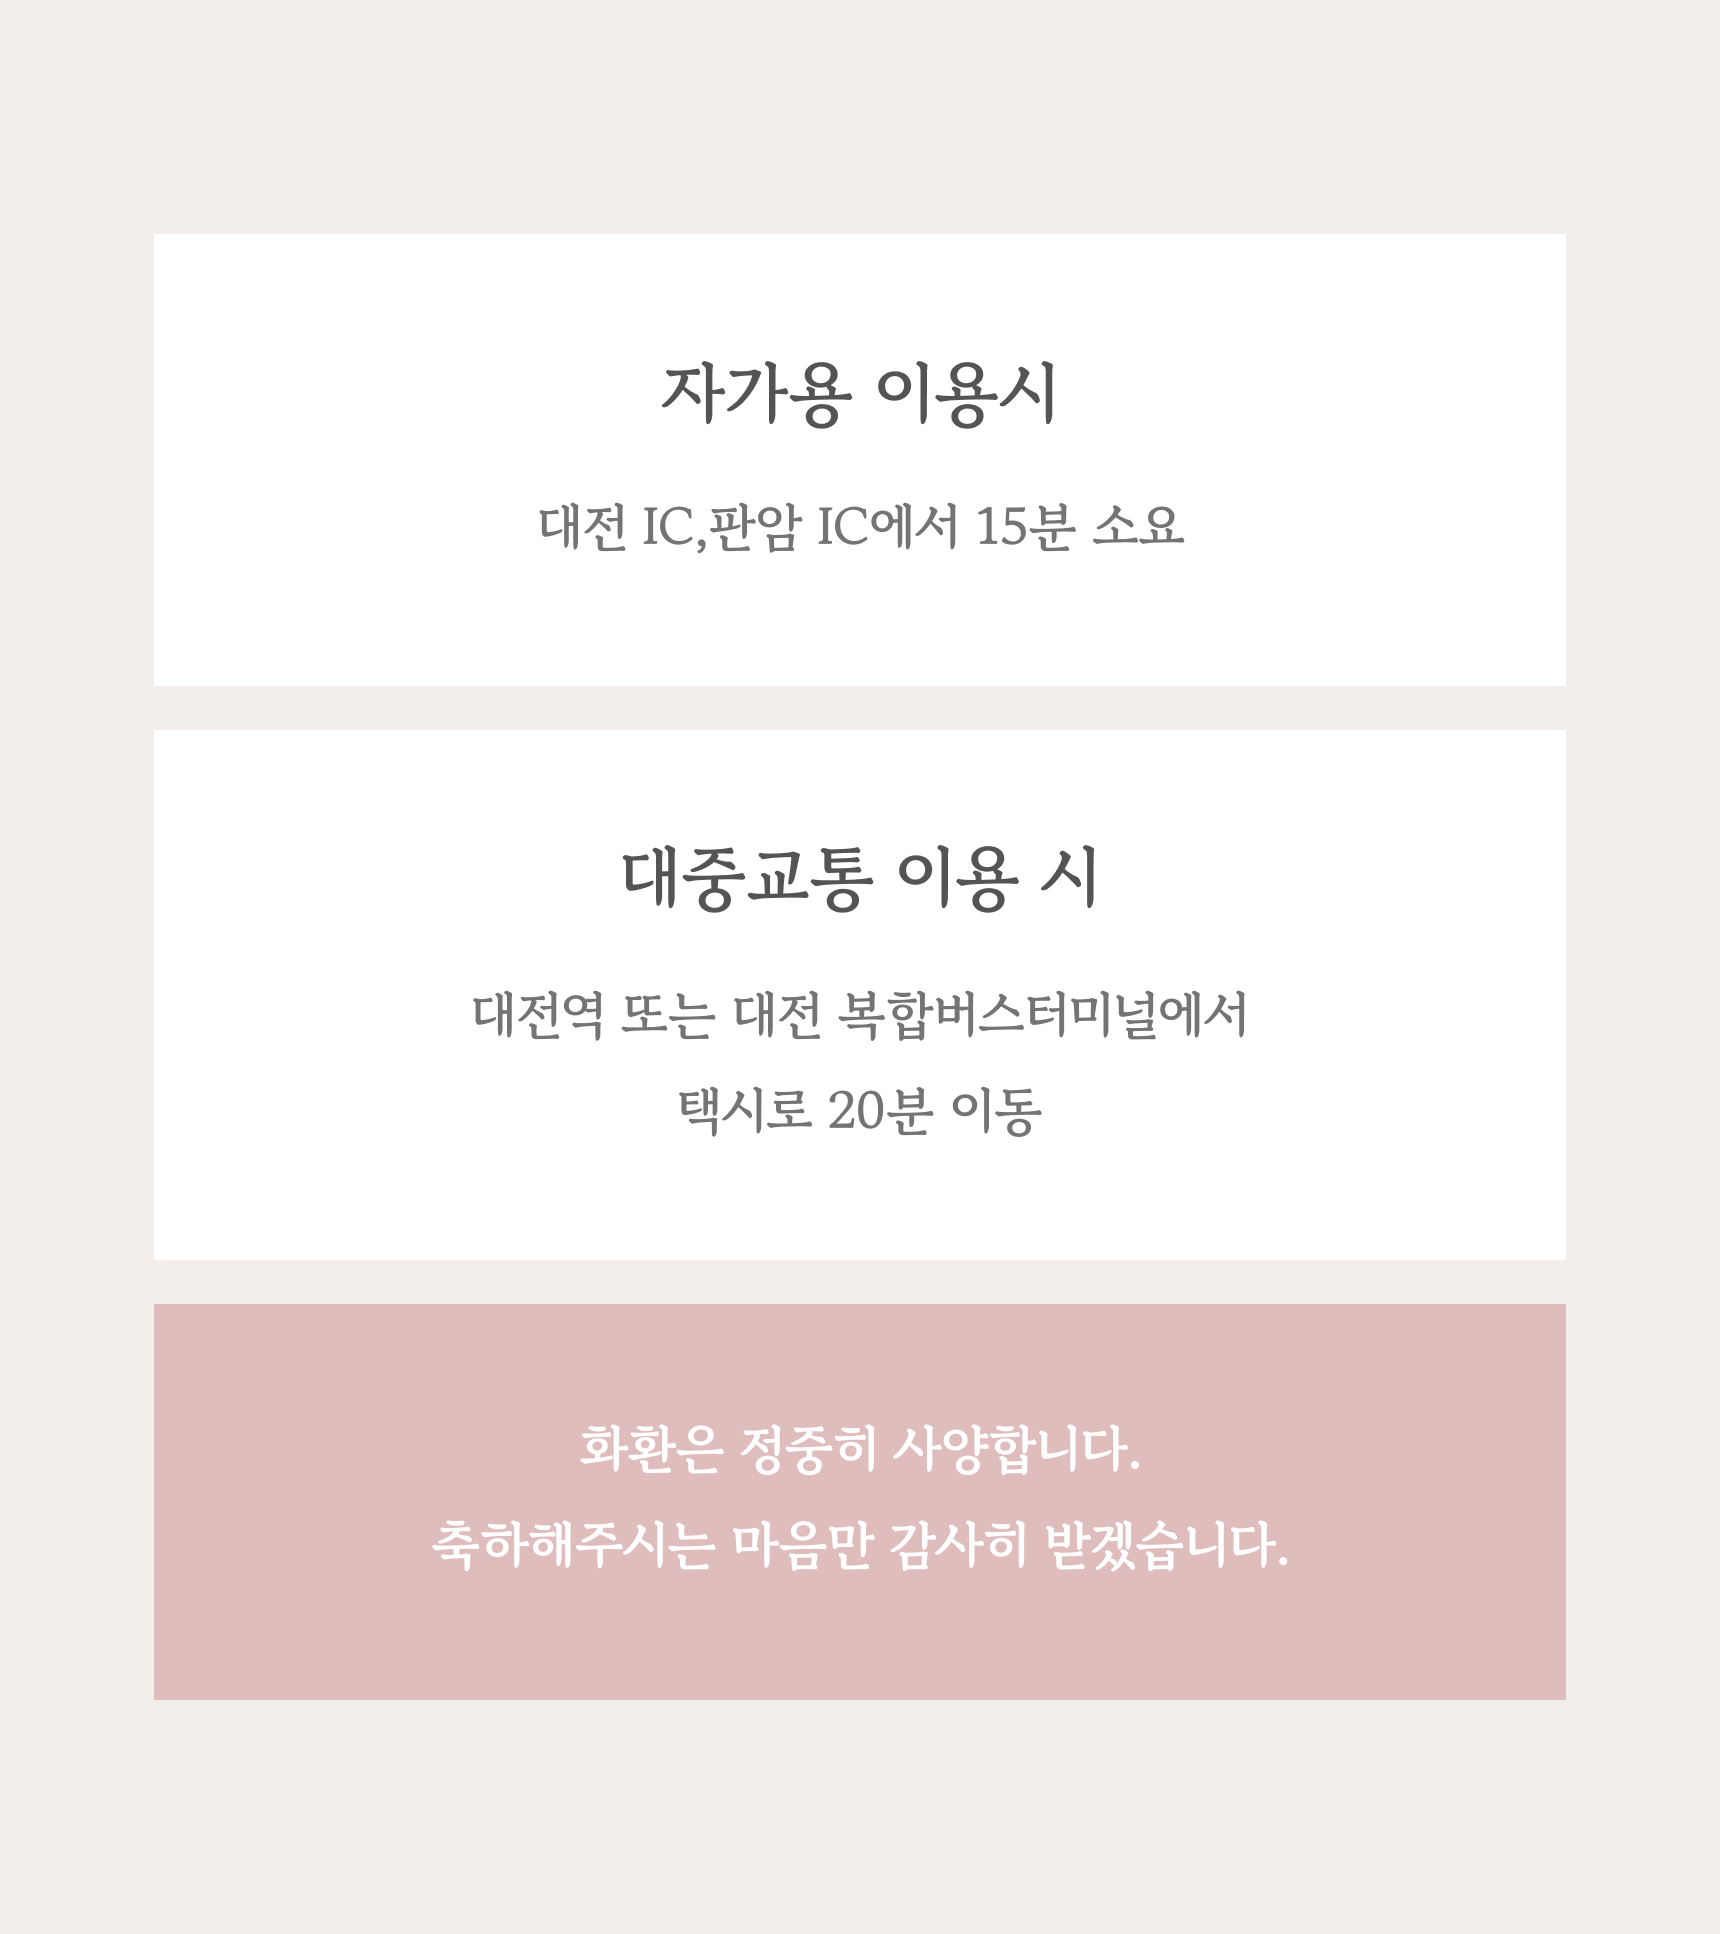 자가용 이용시
대전 IC,판암 IC에서 15분 소요
대중교통 이용 시
대전역 또는 대전 복합버스터미널에서
택시로 20분 이동
화환은 정중히 사양합니다.
축하해주시는 마음만 감사히 받겠습니다.